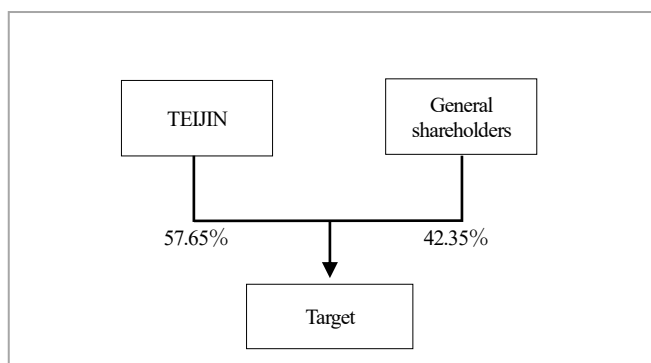 TEIJIN
General
shareholders
57.65%
42.35%
Target